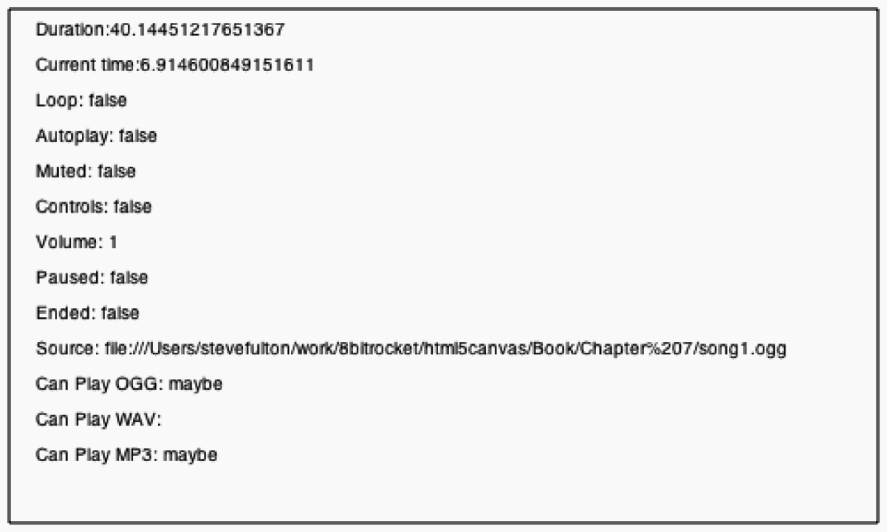 Duration:40.14451217651367
Current time:6.914600849151611
Loop: false
Autoplay: false
Muted: false
Controls: false
Volume: 1
Paused: false
Ended: false
Source: file:///Users/stevefulton/work/8bitrocket/html5canvas/Book/Chapter%207/song1.ogg
Can Play OGG: maybe
Can Play WAV:
Can Play MP3: maybe